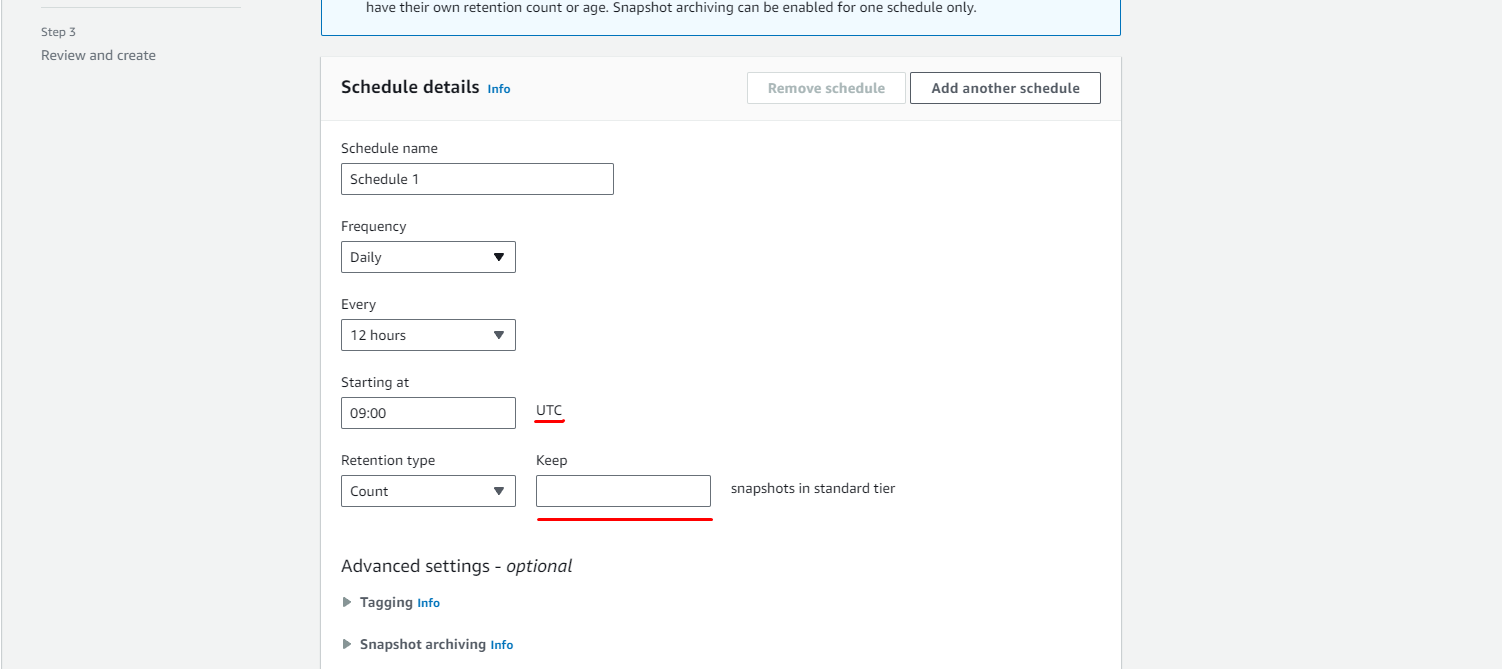 have their own retention count or age. Snapshot archiving can be enabled for one schedule only.
Step 3
Review and create
Schedule details Info
Remove schedule
Add another schedule
Schedule name
Schedule 1
Frequency
Daily
Every
12 hours
Starting at
09:00 UTC
Retention type Keep
Count snapshots in standard tier
Advanced settings - optional
Tagging Info
Snapshot archiving Info